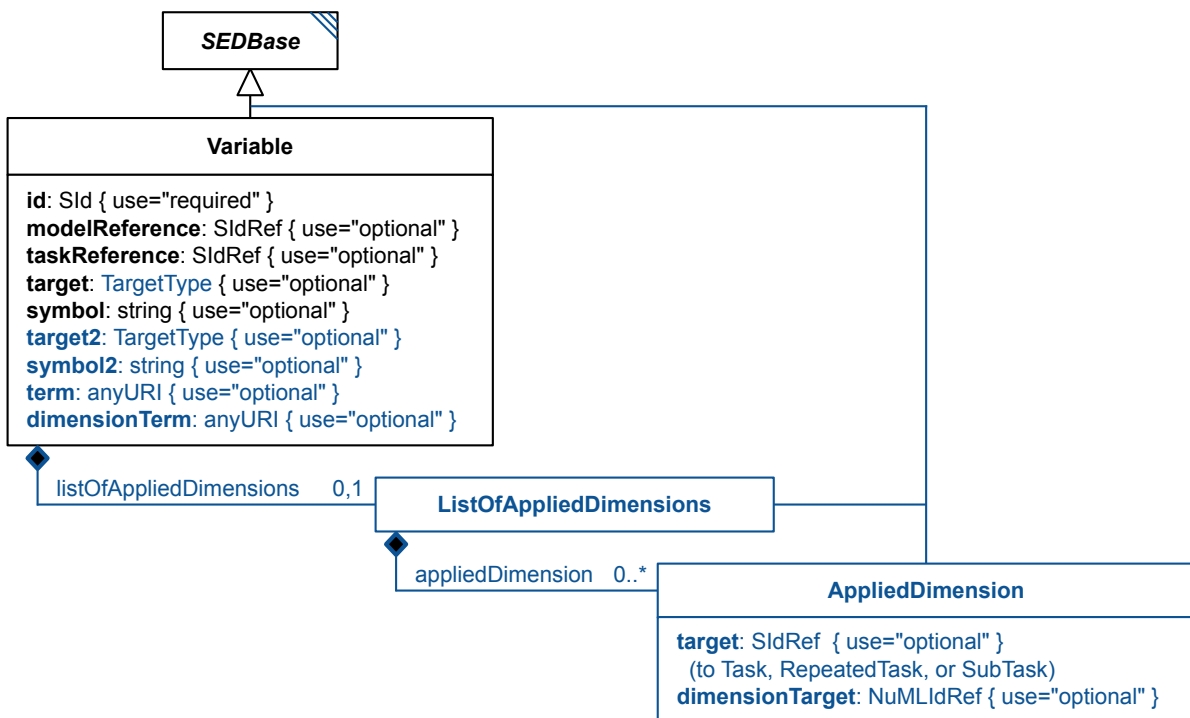 SEDBase
Variable
id: SId { use="required" }
modelReference: SIdRef { use="optional" }
taskReference: SIdRef { use="optional" }
target: TargetType { use="optional" }
symbol: string { use="optional" }
target2: TargetType { use="optional" }
symbol2: string { use="optional" }
term: anyURI { use="optional" }
dimensionTerm: anyURI { use="optional" }
listOfAppliedDimensions 0,1
ListOfAppliedDimensions
appliedDimension 0..*
AppliedDimension
target: SIdRef { use="optional" }
(to Task, RepeatedTask, or SubTask)
dimensionTarget: NuMLIdRef { use="optional" }